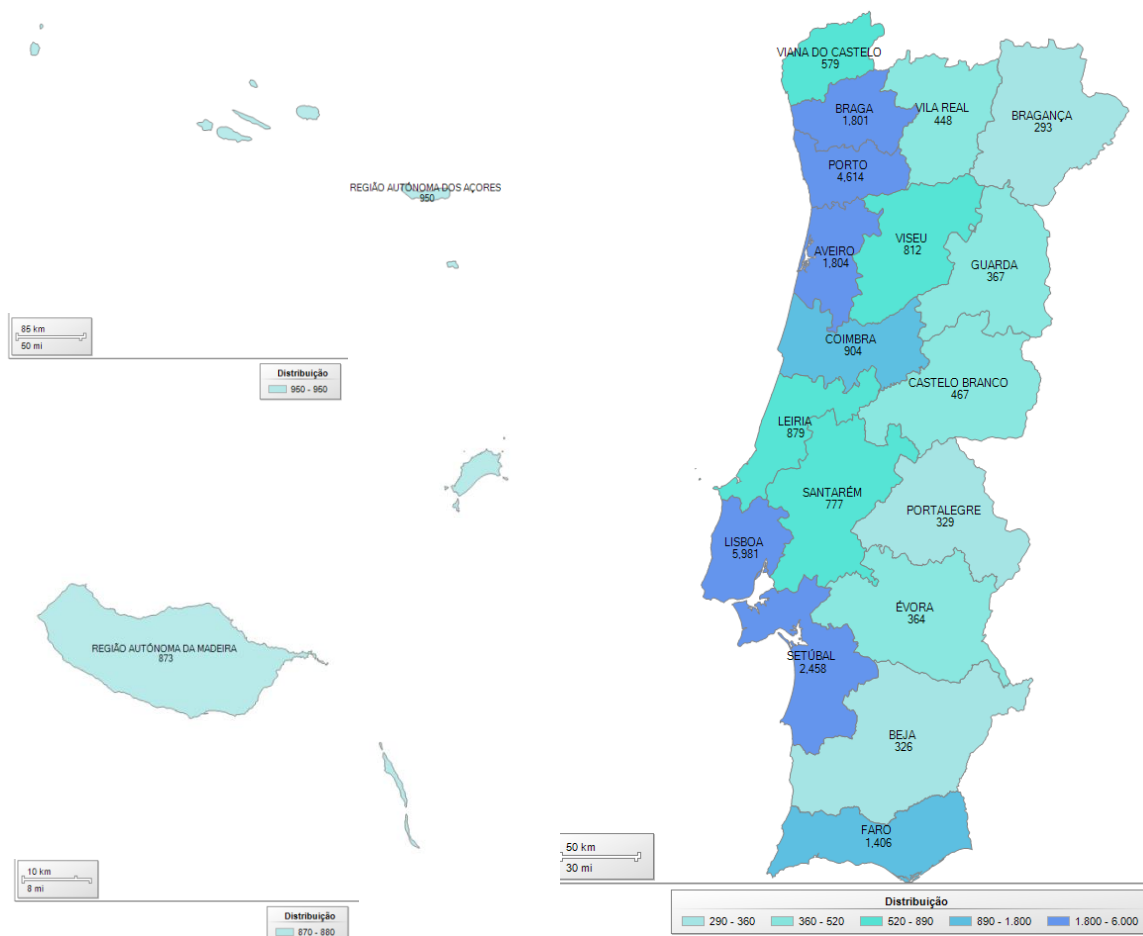 REGIÃO AUTÓNOMA DOS AÇORES
950
85 km
50 mi
Distribuição
950 - 950
REGIÃO AUTÓNOMA DA MADEIRA
873
10 km
8 mi
Distribuição
870 - 880
VIANA DO CASTELO
579
BRAGA
1,801
VILA REAL
448
BRAGANÇA
293
PORTO
4,614
AVEIRO
1,804
VISEU
812
GUARDA
367
COIMBRA
904
CASTELO BRANCO
467
LEIRIA
879
SANTARÉM
777
PORTALEGRE
329
LISBOA
5,981
ÉVORA
364
SETÚBAL
2,458
BEJA
326
FARO
1,406
50 km
30 mi
Distribuição
290 - 360
360 - 520
520 - 890
890 - 1.800
1.800 - 6.000